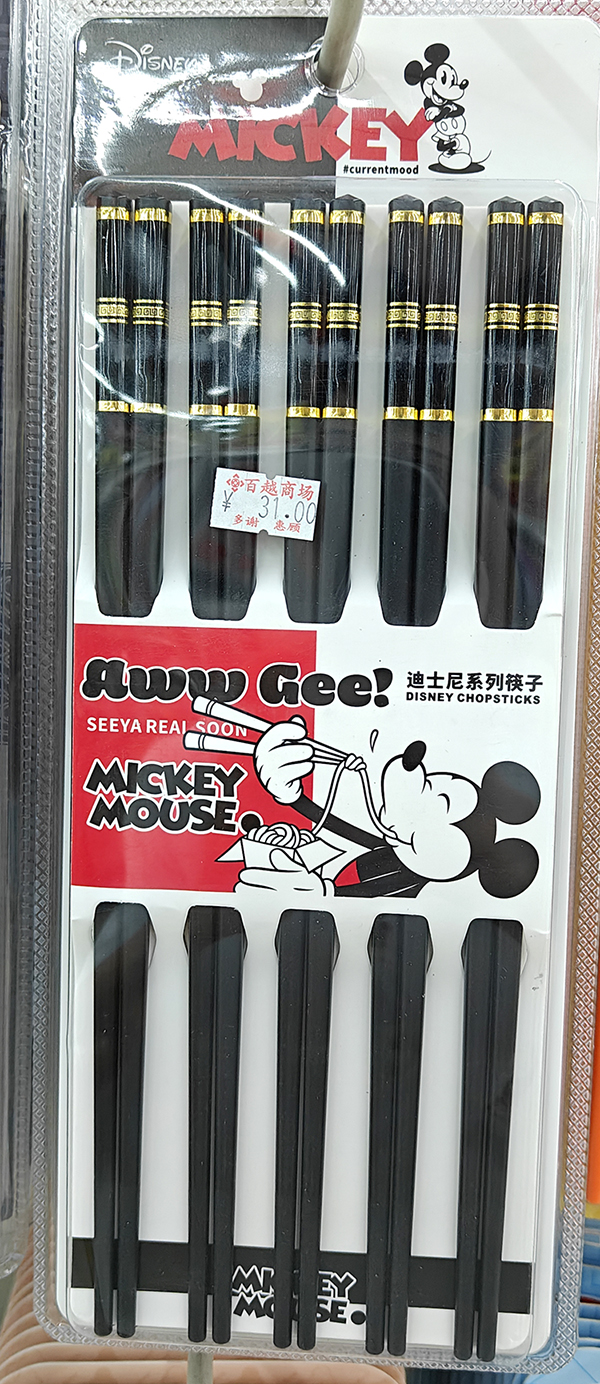 Disney
MICKEY
#currentmood
百越商场
¥ 31.00
多谢 惠顾
Aww Gee!
迪士尼系列筷子
DISNEY CHOPSTICKS
SEEYA REAL SOON
MICKEY
MOUSE
MICKEY
MOUSE